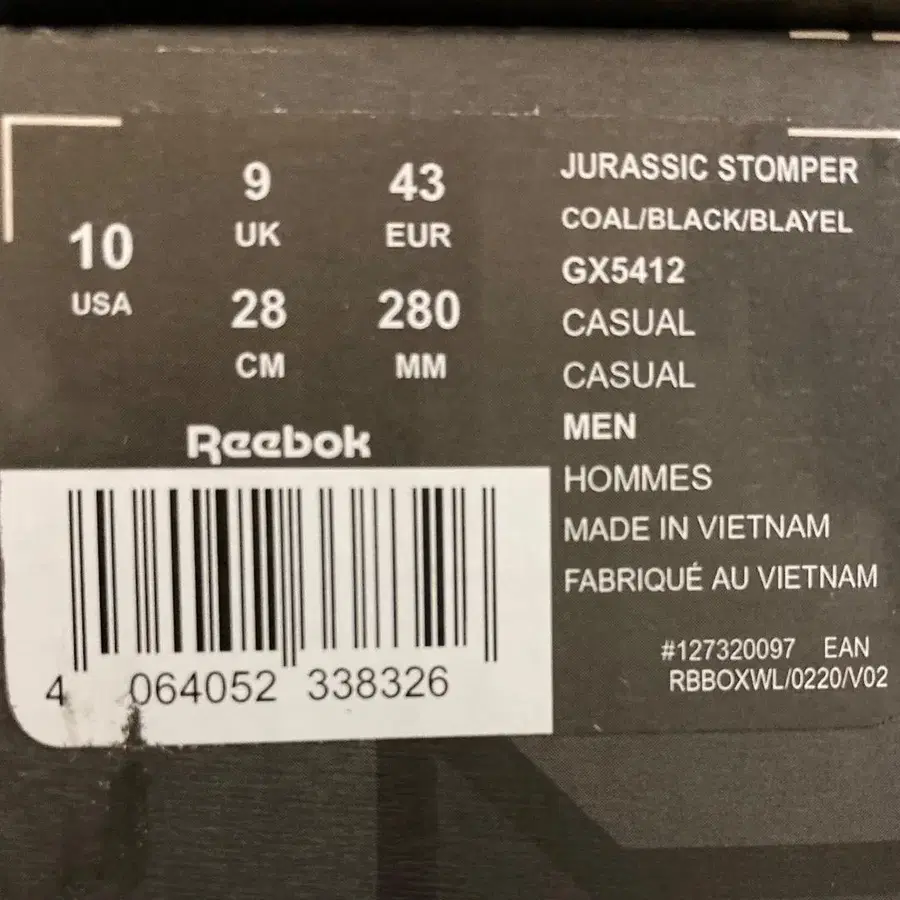 10
USA
9
UK
43
EUR
28
CM
280
MM
Reebok
4 064052 338326
JURASSIC STOMPER
COAL/BLACK/BLAYEL
GX5412
CASUAL
CASUAL
MEN
HOMMES
MADE IN VIETNAM
FABRIQUÉ AU VIETNAM
#127320097 EAN
RBBOXWL/0220/V02